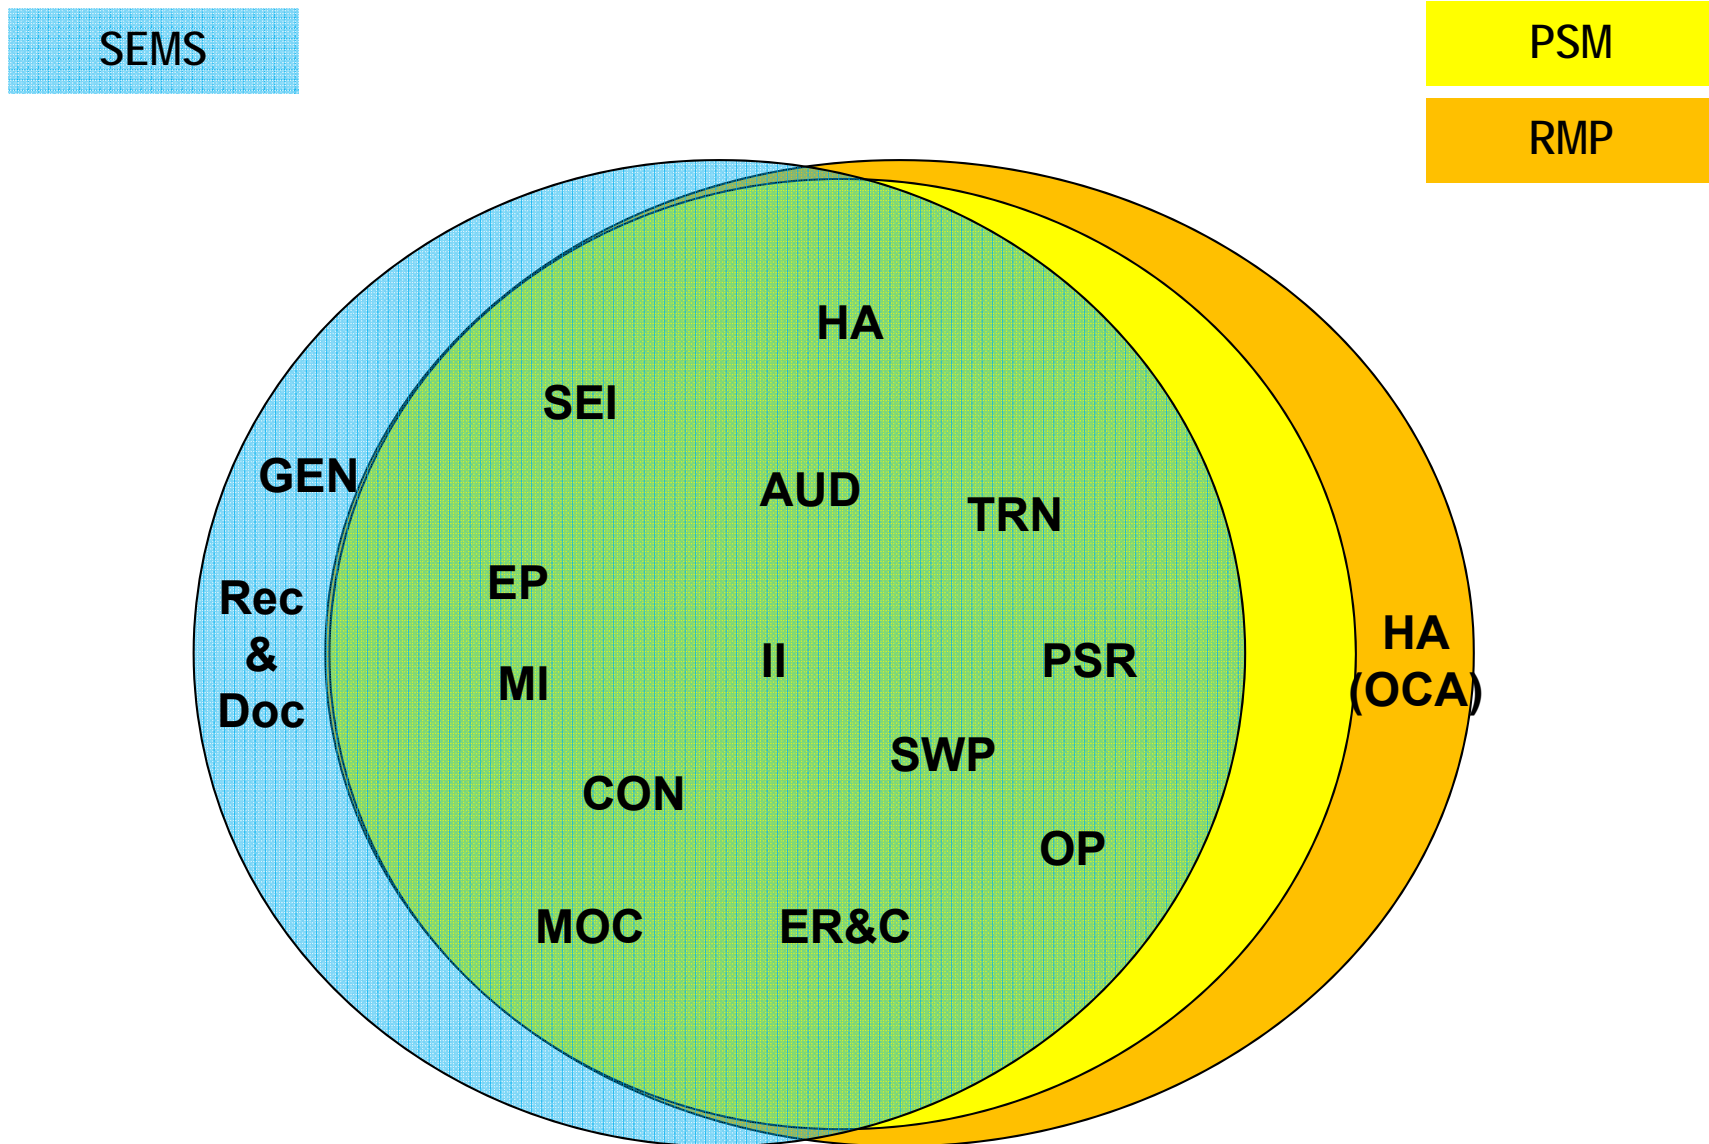 SEMS
PSM
RMP
HA
SEI
GEN
AUD
TRN
EP
Rec
&
Doc
II
PSR
MI
HA
(OCA)
SWP
CON
OP
MOC
ER&C